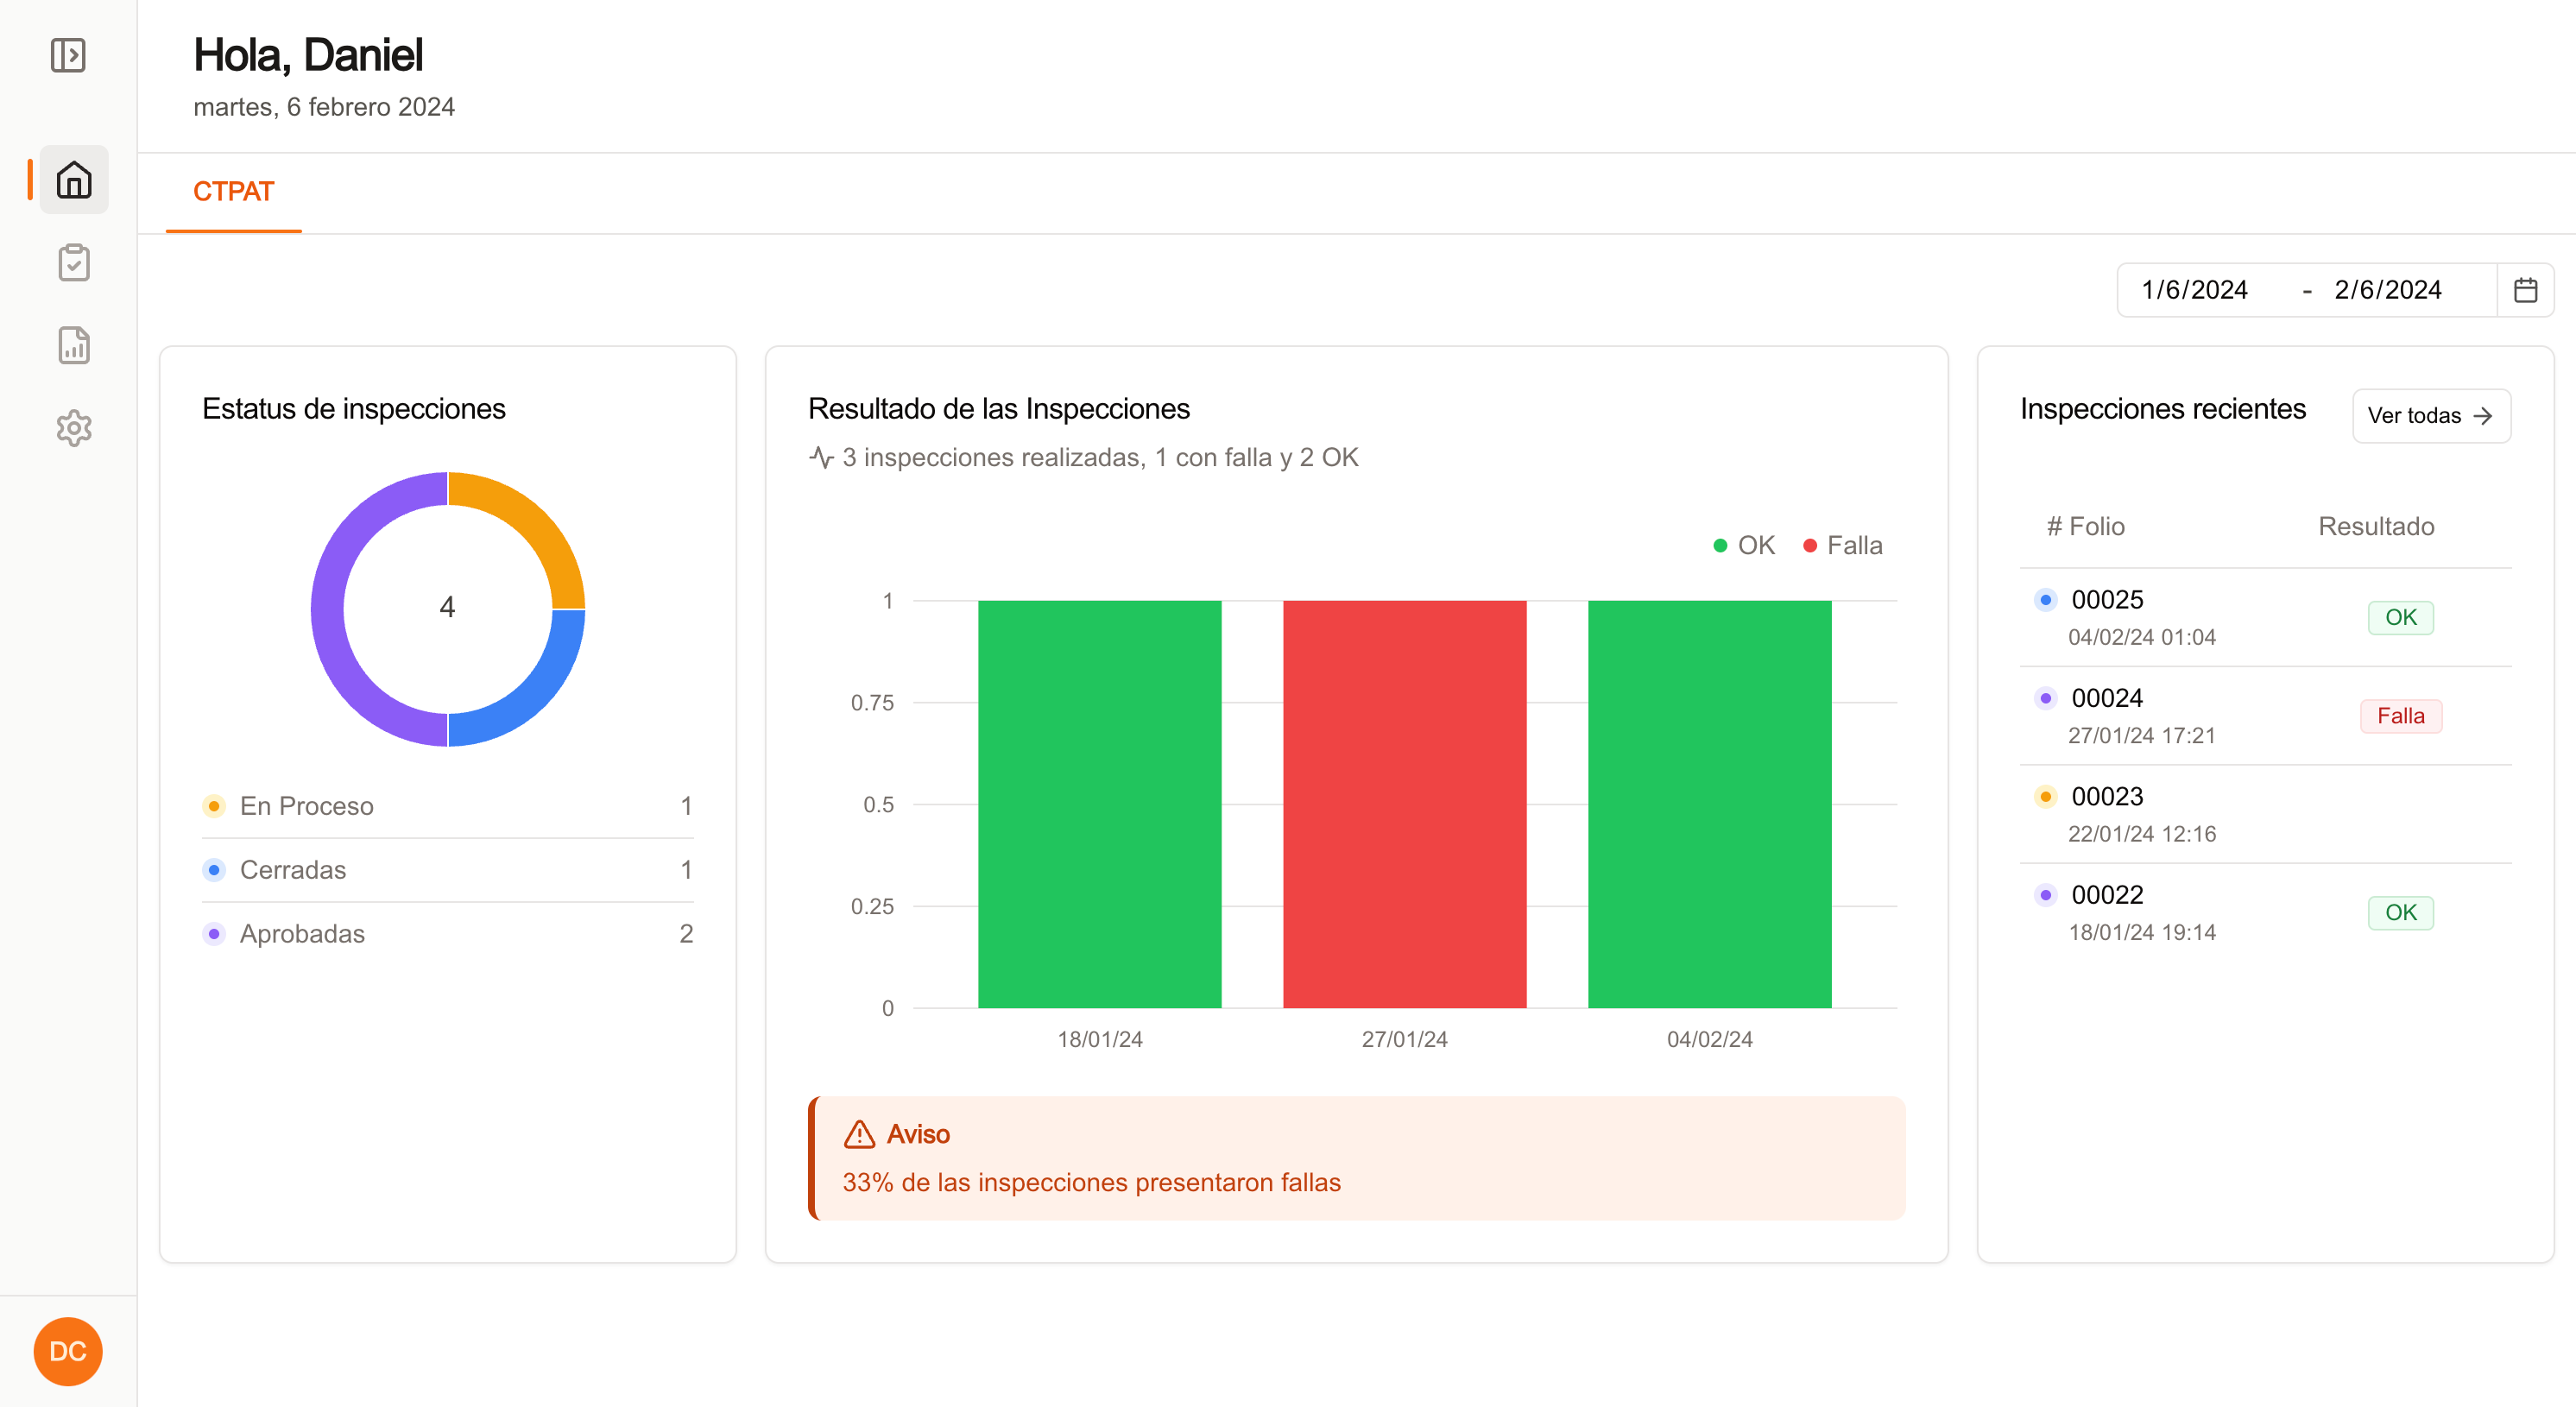 Hola, Daniel
martes, 6 febrero 2024
CTPAT
1/6/2024 - 2/6/2024
Estatus de inspecciones
4
En Proceso 1
Cerradas 1
Aprobadas 2
Resultado de las Inspecciones
3 inspecciones realizadas, 1 con falla y 2 OK
OK Falla
1
0.75
0.5
0.25
0
18/01/24 27/01/24 04/02/24
Aviso
33% de las inspecciones presentaron fallas
Inspecciones recientes Ver todas
# Folio Resultado
00025 OK
04/02/24 01:04
00024 Falla
27/01/24 17:21
00023
22/01/24 12:16
00022 OK
18/01/24 19:14
DC